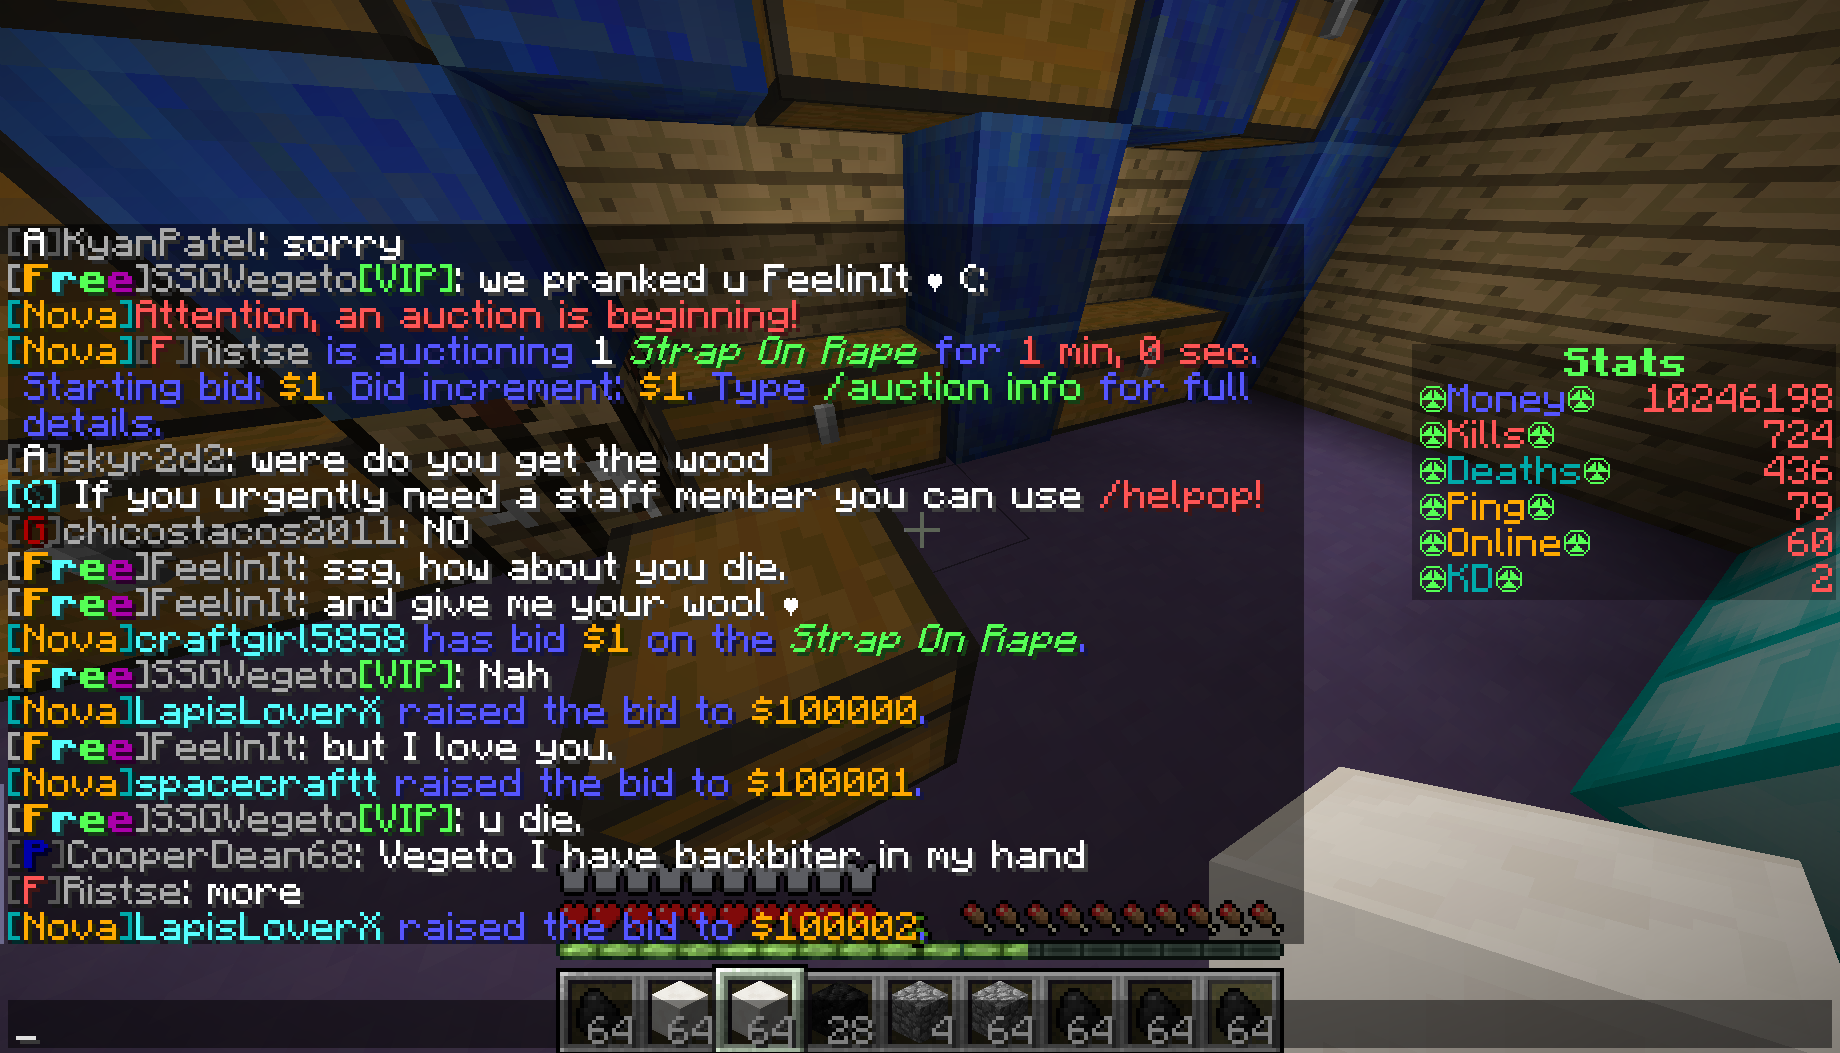 [A]KyanPatel: sorry
[Free]SSGVegeto[VIP]: we pranked u FeelinIt ♥ C:
[Nova]Attention, an auction is beginning!
[Nova][F]Ristse is auctioning 1 Strap On Rape for 1 min, 0 sec.
Starting bid: $1. Bid increment: $1. Type /auction info for full
details.
[A]skyr2d2: were do you get the wood
[C] If you urgently need a staff member you can use /helpop!
[G]chicostacos2011: NO
[Free]FeelinIt: ssg, how about you die.
[Free]FeelinIt: and give me your wool ♥
[Nova]craftgirl5858 has bid $1 on the Strap On Rape.
[Free]SSGVegeto[VIP]: Nah
[Nova]LapisLoverX raised the bid to $100000.
[Free]FeelinIt: but I love you.
[Nova]spacecraftt raised the bid to $100001.
[Free]SSGVegeto[VIP]: u die.
[P]CooperDean68: Vegeto I have backbiter in my hand
[F]Ristse: more
[Nova]LapisLoverX raised the bid to $100002.
Stats
Money 10246198
Kills 724
Deaths 436
Ping 79
Online 60
KD 2
64 64 64 28 4 64 64 64 64
_